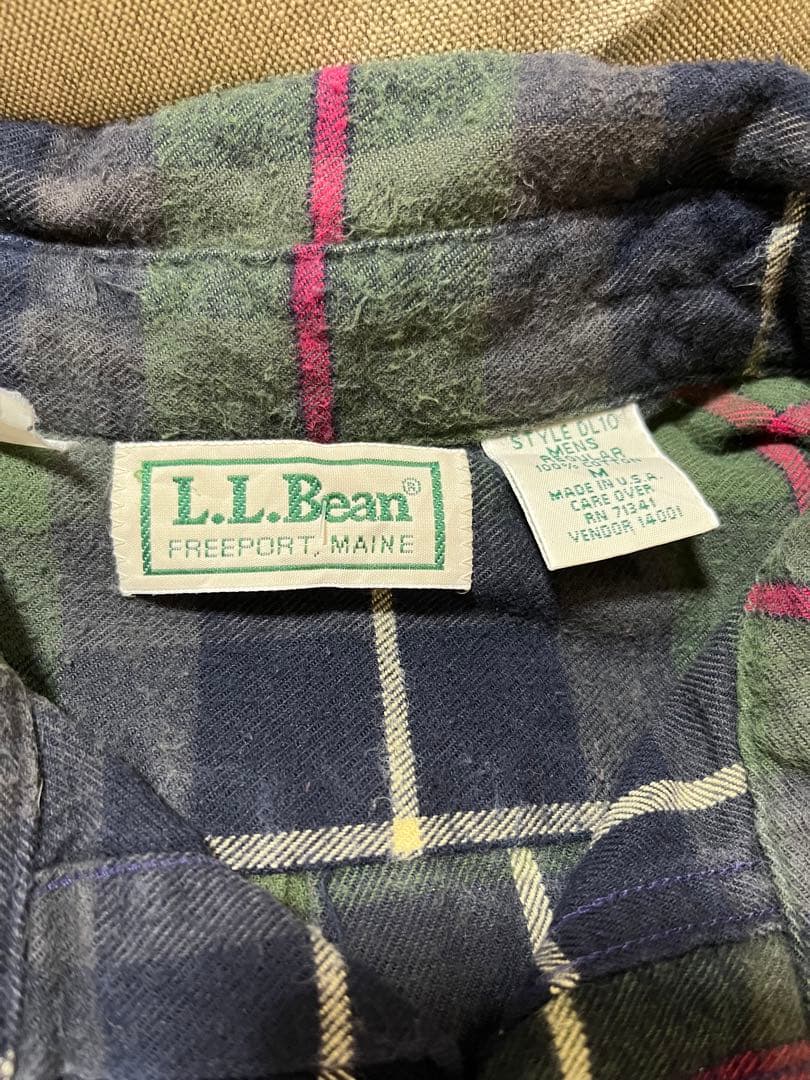 L.L.Bean®
FREEPORT, MAINE
STYLE DL10
MENS
REGULAR
100% COTTON
M
MADE IN U.S.A.
CARE OVER
RN 71341
VENDOR 14001